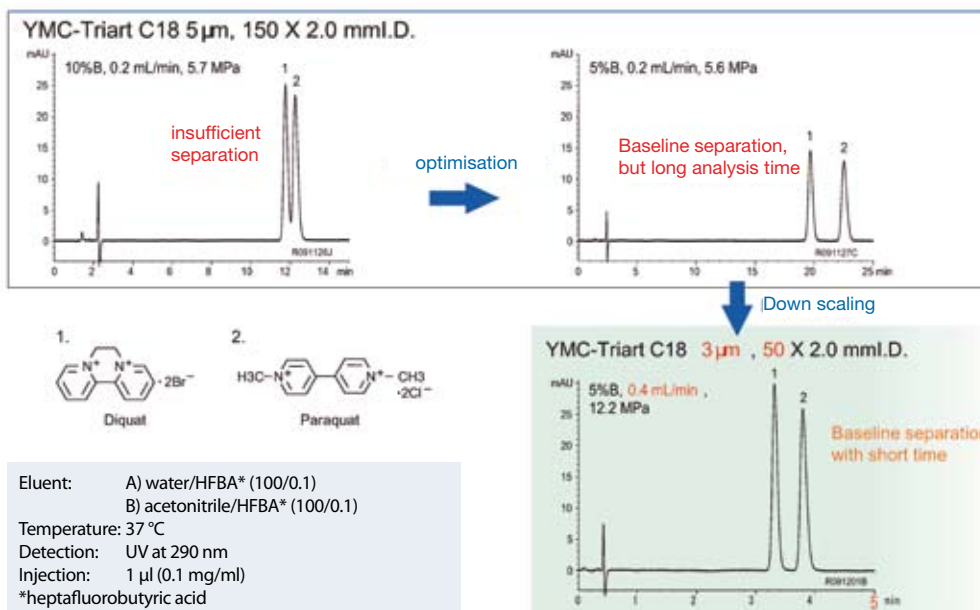 YMC-Triart C18 5µm, 150 X 2.0 mmI.D.
mAU
10%B, 0.2 mL/min, 5.7 MPa
1
2
25
20
15
10
5
0
insufficient
separation
R091126J
0 2 4 6 8 10 12 14 min
optimisation
mAU
5%B, 0.2 mL/min, 5.6 MPa
25
20
15
10
5
0
Baseline separation,
but long analysis time
1
2
R091127C
0 5 10 15 20 25 min
Down scaling
1.
N+
N+
·2Br−
Diquat
2.
H3C
N+
N+
CH3
·2Cl−
Paraquat
YMC-Triart C18 3µm , 50 X 2.0 mmI.D.
mAU
5%B, 0.4 mL/min ,
12.2 MPa
1
2
30
25
20
15
10
5
0
Baseline separation
with short time
R091201B
0 1 2 3 4 5 min
Eluent: A) water/HFBA* (100/0.1)
B) acetonitrile/HFBA* (100/0.1)
Temperature: 37 °C
Detection: UV at 290 nm
Injection: 1 µl (0.1 mg/ml)
*heptafluorobutyric acid